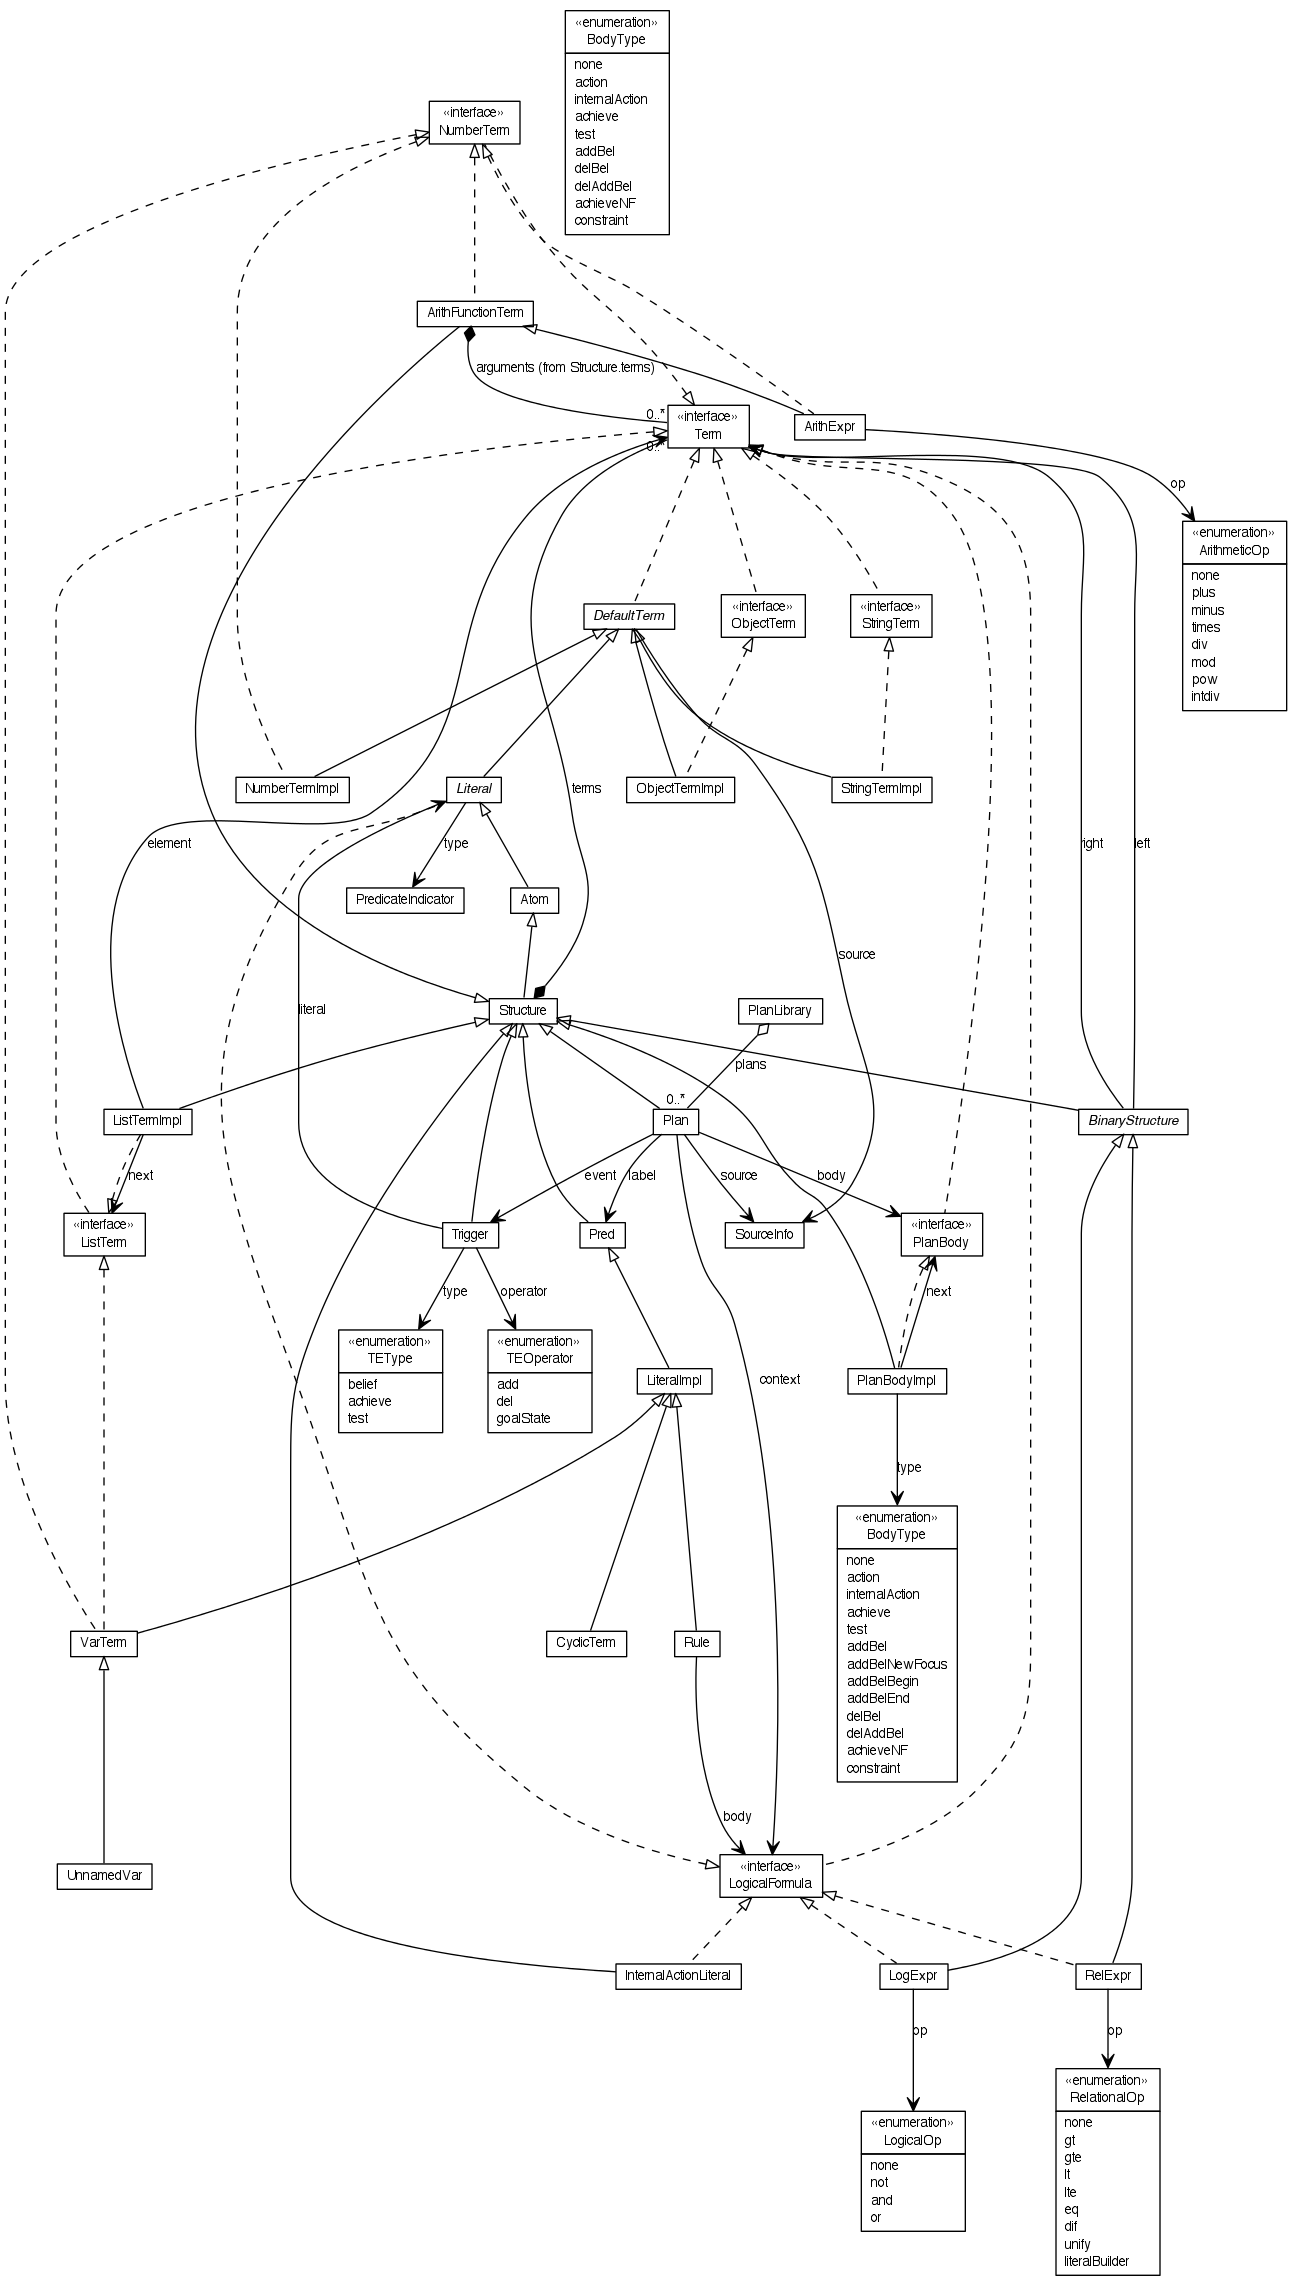 «enumeration»
BodyType
none
action
internalAction
achieve
test
addBel
delBel
delAddBel
achieveNF
constraint
«interface»
NumberTerm
ArithFunctionTerm
arguments (from Structure.terms)
0..*
«interface»
Term
0..*
ArithExpr
op
«enumeration»
ArithmeticOp
none
plus
minus
times
div
mod
pow
intdiv
DefaultTerm
«interface»
ObjectTerm
«interface»
StringTerm
NumberTermImpl
Literal
ObjectTermImpl
StringTermImpl
terms
element
type
right
left
PredicateIndicator
Atom
source
literal
Structure
PlanLibrary
plans
0..*
ListTermImpl
Plan
BinaryStructure
next
event
label
source
body
«interface»
ListTerm
Trigger
Pred
SourceInfo
«interface»
PlanBody
type
operator
next
«enumeration»
TEType
belief
achieve
test
«enumeration»
TEOperator
add
del
goalState
LiteralImpl
context
PlanBodyImpl
type
«enumeration»
BodyType
none
action
internalAction
achieve
test
addBel
addBelNewFocus
addBelBegin
addBelEnd
delBel
delAddBel
achieveNF
constraint
VarTerm
CyclicTerm
Rule
body
UnnamedVar
«interface»
LogicalFormula
InternalActionLiteral
LogExpr
RelExpr
op
op
«enumeration»
LogicalOp
none
not
and
or
«enumeration»
RelationalOp
none
gt
gte
lt
lte
eq
dif
unify
literalBuilder